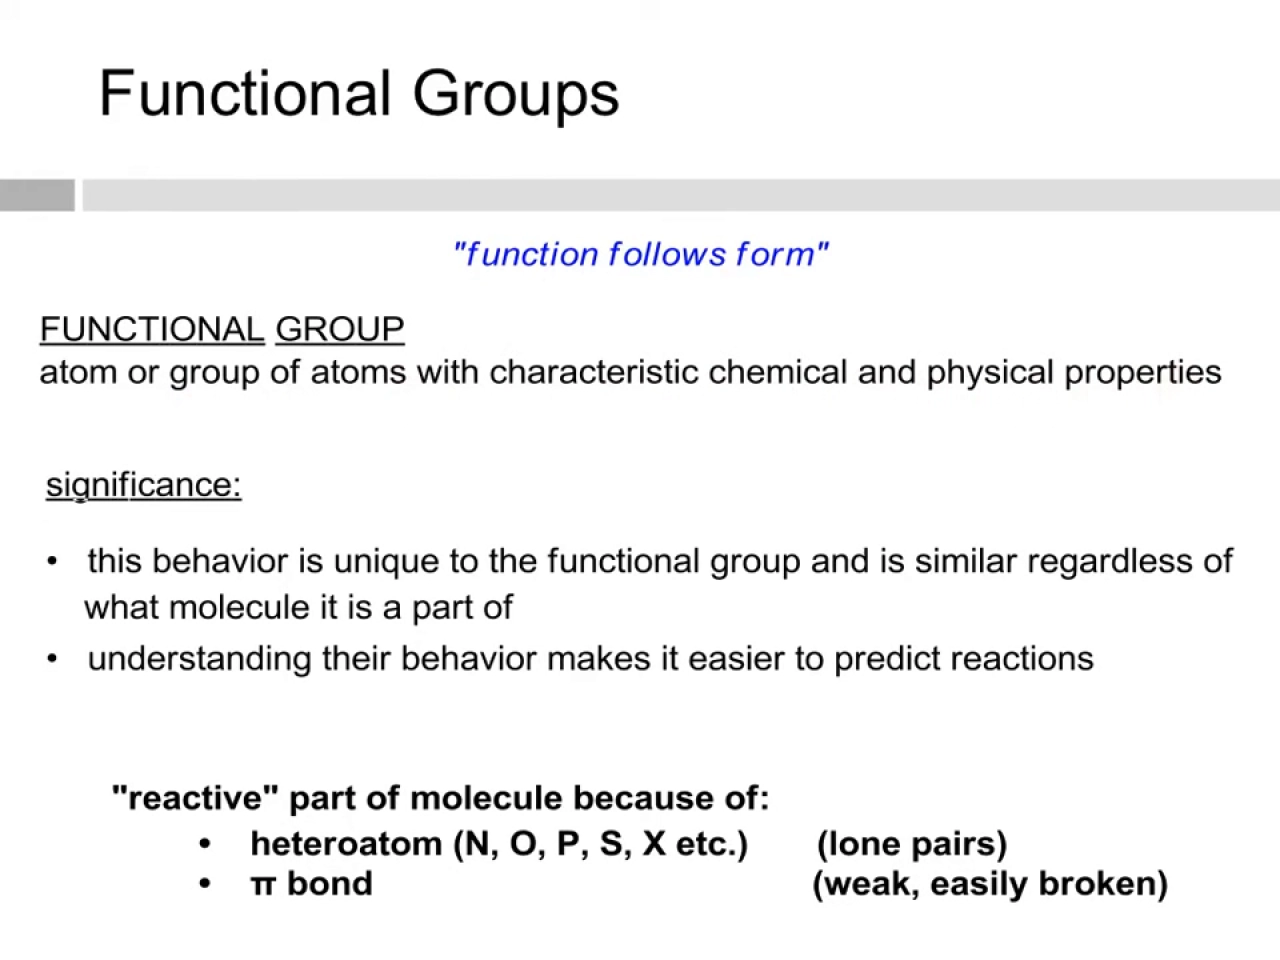 Functional Groups
"function follows form"
FUNCTIONAL GROUP
atom or group of atoms with characteristic chemical and physical properties
significance:
• this behavior is unique to the functional group and is similar regardless of
what molecule it is a part of
• understanding their behavior makes it easier to predict reactions
"reactive" part of molecule because of:
• heteroatom (N, O, P, S, X etc.) (lone pairs)
• π bond (weak, easily broken)